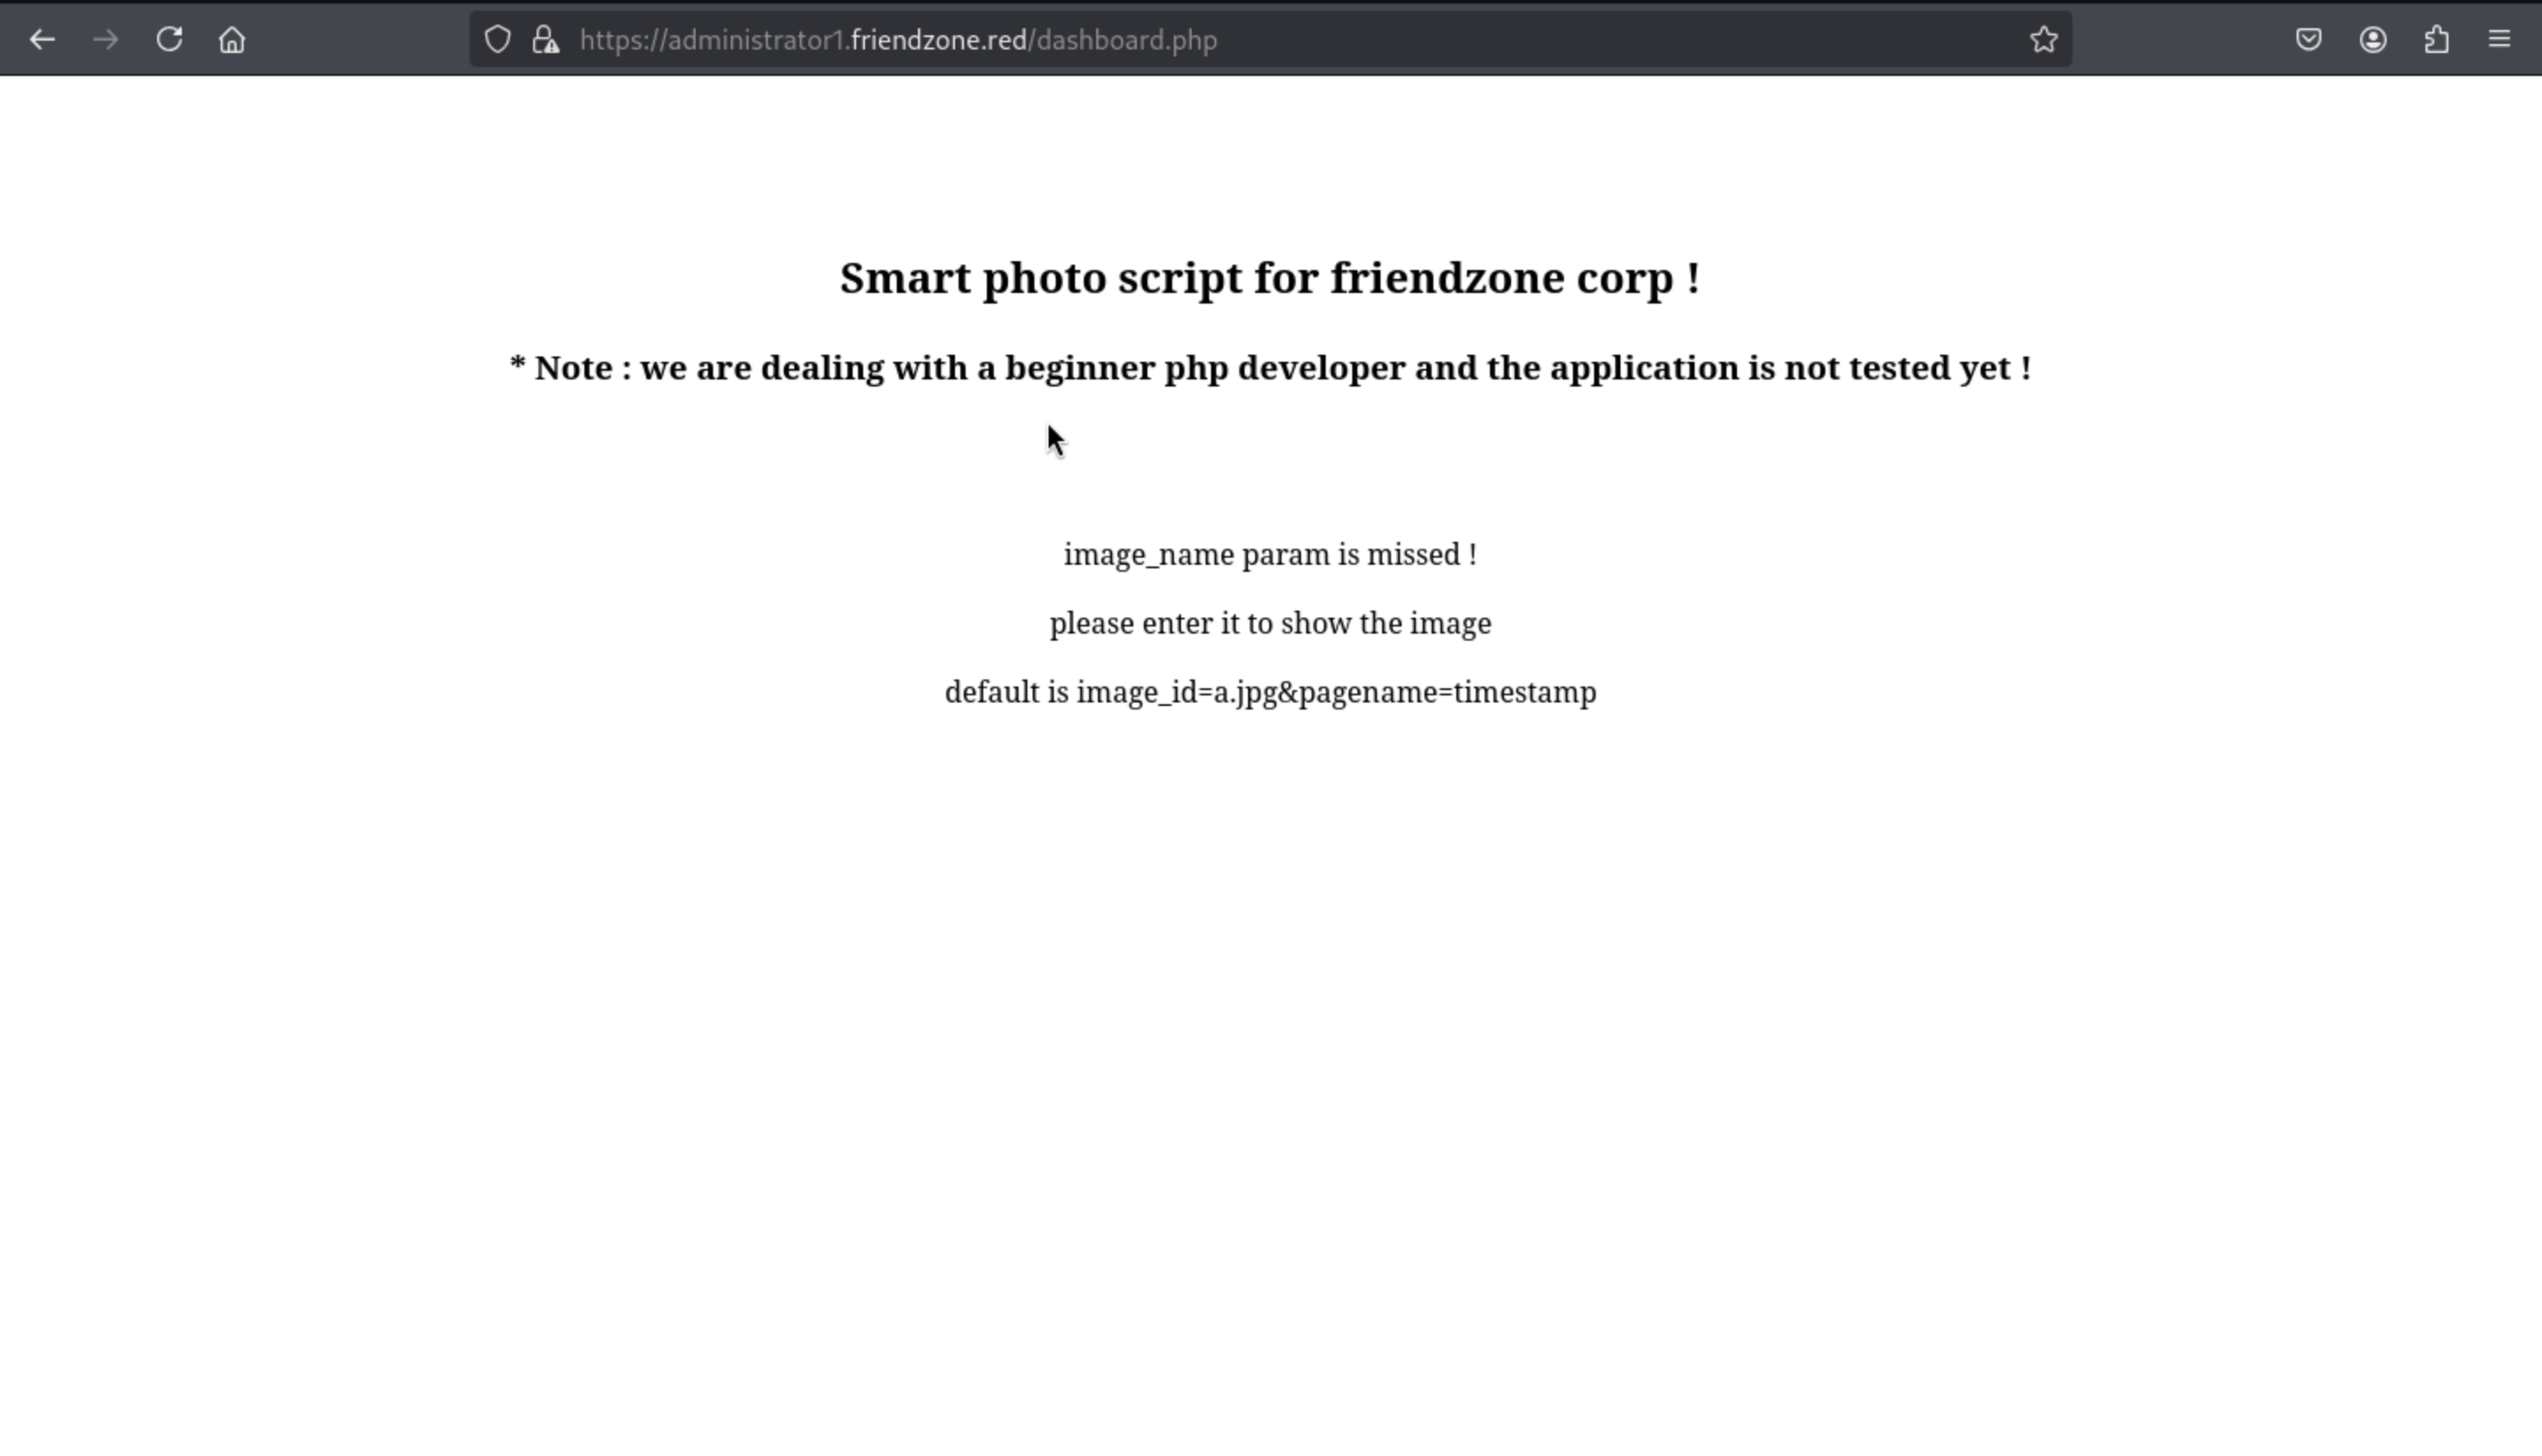 https://administrator1.friendzone.red/dashboard.php
Smart photo script for friendzone corp !
* Note : we are dealing with a beginner php developer and the application is not tested yet !
image_name param is missed !
please enter it to show the image
default is image_id=a.jpg&pagename=timestamp